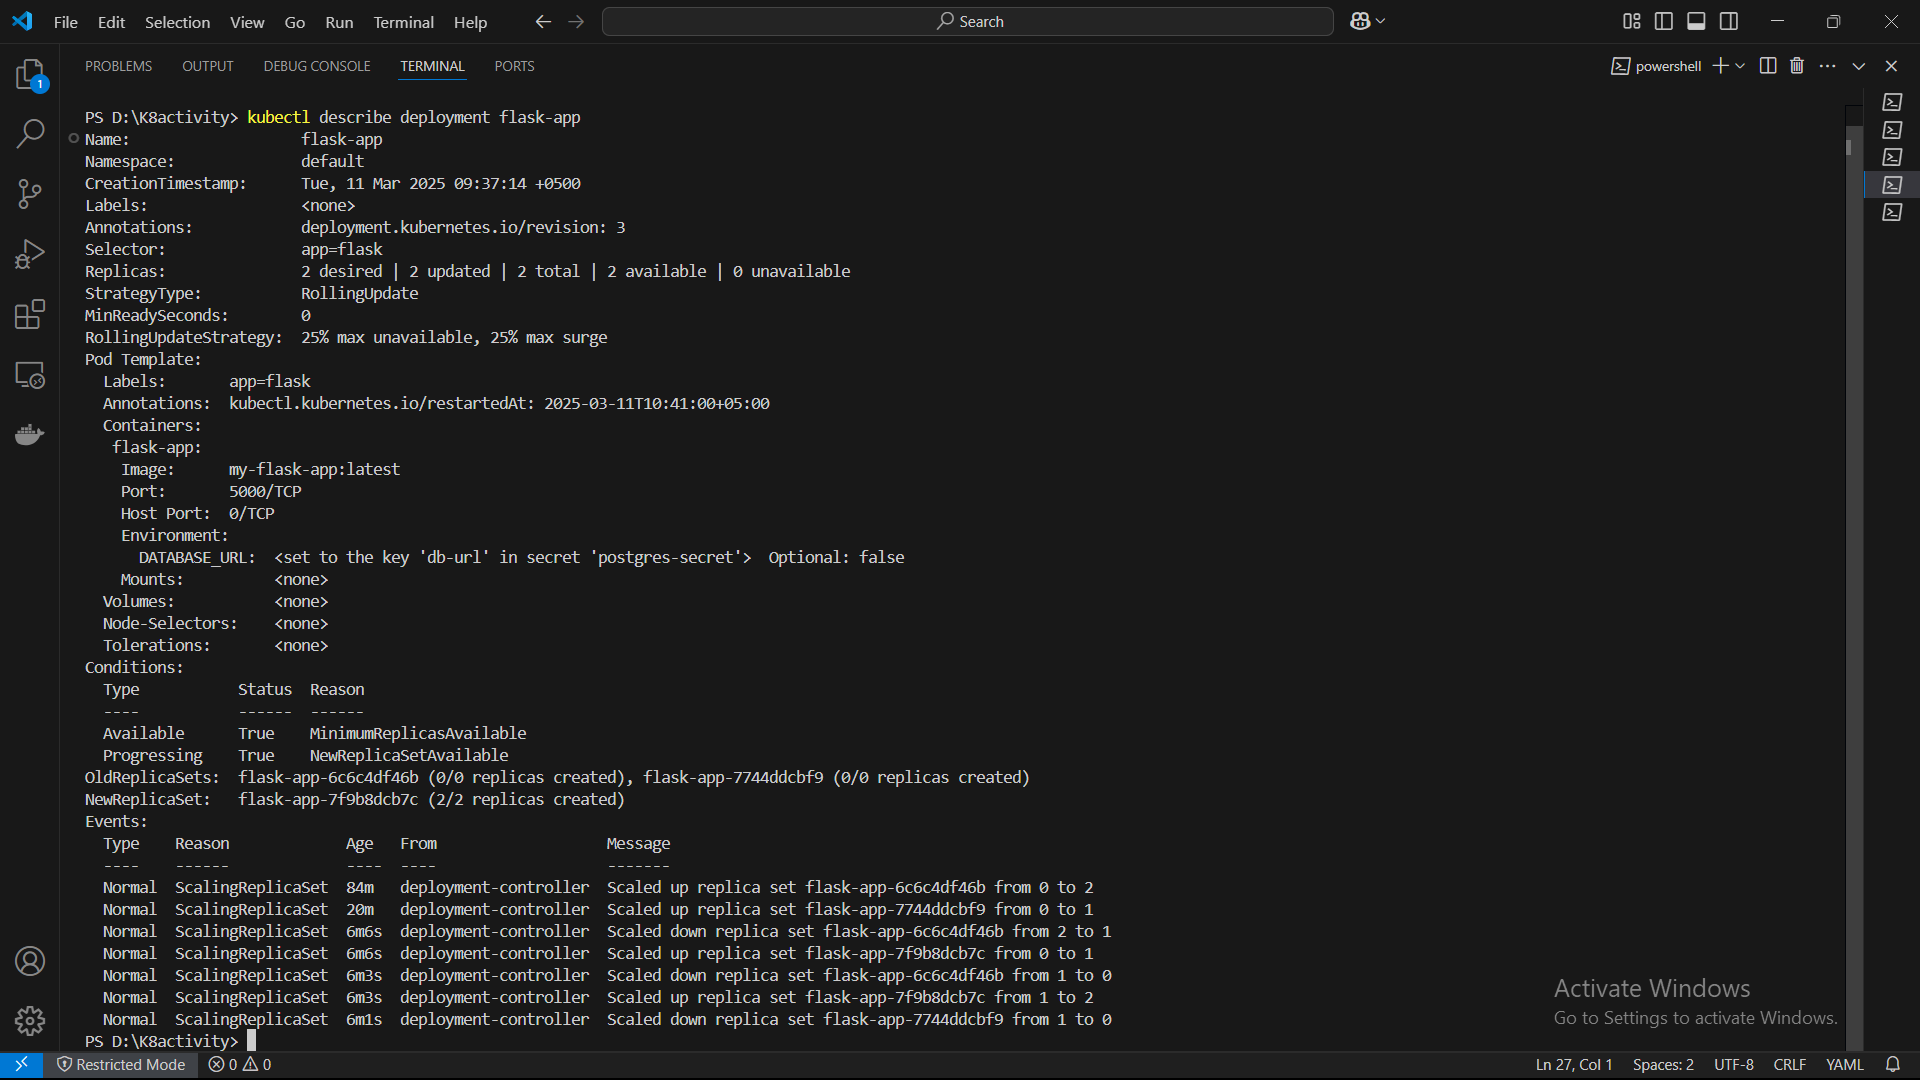 File Edit Selection View Go Run Terminal Help
Search
1
PROBLEMS OUTPUT DEBUG CONSOLE TERMINAL PORTS
powershell
PS D:\K8activity> kubectl describe deployment flask-app
Name: flask-app
Namespace: default
CreationTimestamp: Tue, 11 Mar 2025 09:37:14 +0500
Labels: <none>
Annotations: deployment.kubernetes.io/revision: 3
Selector: app=flask
Replicas: 2 desired | 2 updated | 2 total | 2 available | 0 unavailable
StrategyType: RollingUpdate
MinReadySeconds: 0
RollingUpdateStrategy: 25% max unavailable, 25% max surge
Pod Template:
Labels: app=flask
Annotations: kubectl.kubernetes.io/restartedAt: 2025-03-11T10:41:00+05:00
Containers:
flask-app:
Image: my-flask-app:latest
Port: 5000/TCP
Host Port: 0/TCP
Environment:
DATABASE_URL: <set to the key 'db-url' in secret 'postgres-secret'> Optional: false
Mounts: <none>
Volumes: <none>
Node-Selectors: <none>
Tolerations: <none>
Conditions:
Type Status Reason
---- ------ ------
Available True MinimumReplicasAvailable
Progressing True NewReplicaSetAvailable
OldReplicaSets: flask-app-6c6c4df46b (0/0 replicas created), flask-app-7744ddcbf9 (0/0 replicas created)
NewReplicaSet: flask-app-7f9b8dcb7c (2/2 replicas created)
Events:
Type Reason Age From Message
---- ------ ---- ---- -------
Normal ScalingReplicaSet 84m deployment-controller Scaled up replica set flask-app-6c6c4df46b from 0 to 2
Normal ScalingReplicaSet 20m deployment-controller Scaled up replica set flask-app-7744ddcbf9 from 0 to 1
Normal ScalingReplicaSet 6m6s deployment-controller Scaled down replica set flask-app-6c6c4df46b from 2 to 1
Normal ScalingReplicaSet 6m6s deployment-controller Scaled up replica set flask-app-7f9b8dcb7c from 0 to 1
Normal ScalingReplicaSet 6m3s deployment-controller Scaled down replica set flask-app-6c6c4df46b from 1 to 0
Normal ScalingReplicaSet 6m3s deployment-controller Scaled up replica set flask-app-7f9b8dcb7c from 1 to 2
Normal ScalingReplicaSet 6m1s deployment-controller Scaled down replica set flask-app-7744ddcbf9 from 1 to 0
PS D:\K8activity>
Activate Windows
Go to Settings to activate Windows.
Restricted Mode 0 0 Ln 27, Col 1 Spaces: 2 UTF-8 CRLF YAML